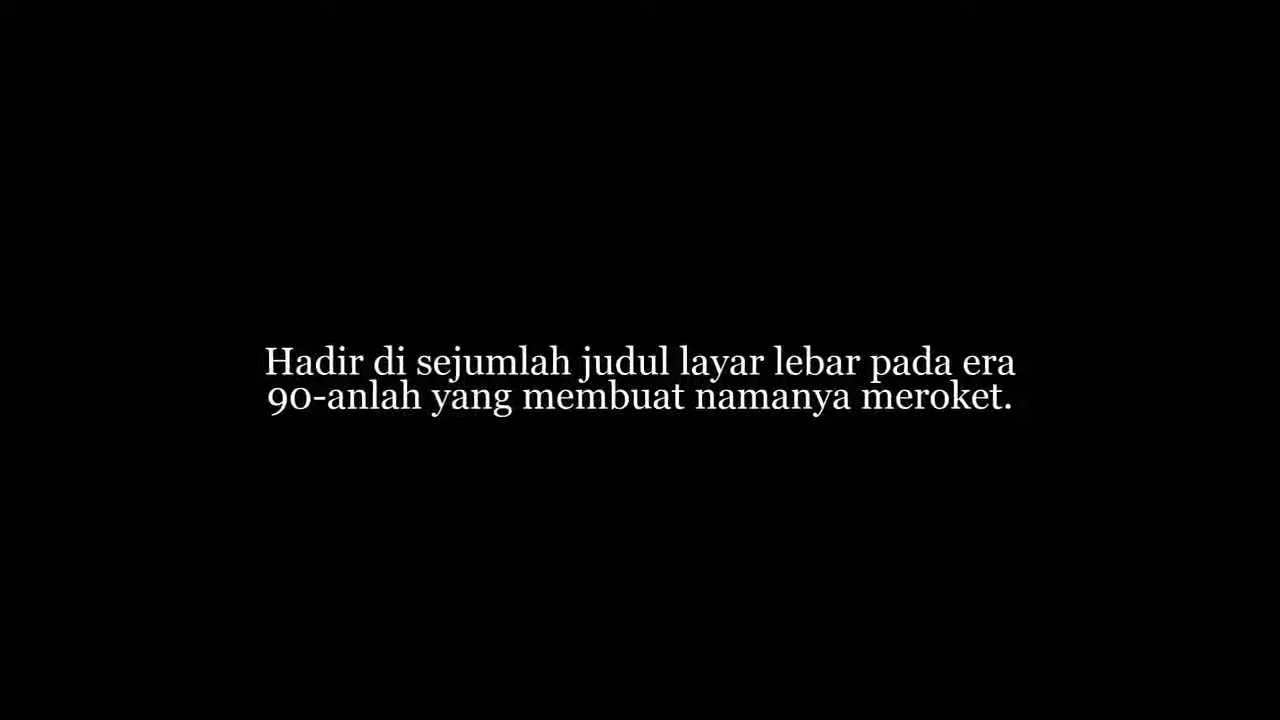 Hadir di sejumlah judul layar lebar pada era
90-anlah yang membuat namanya meroket.